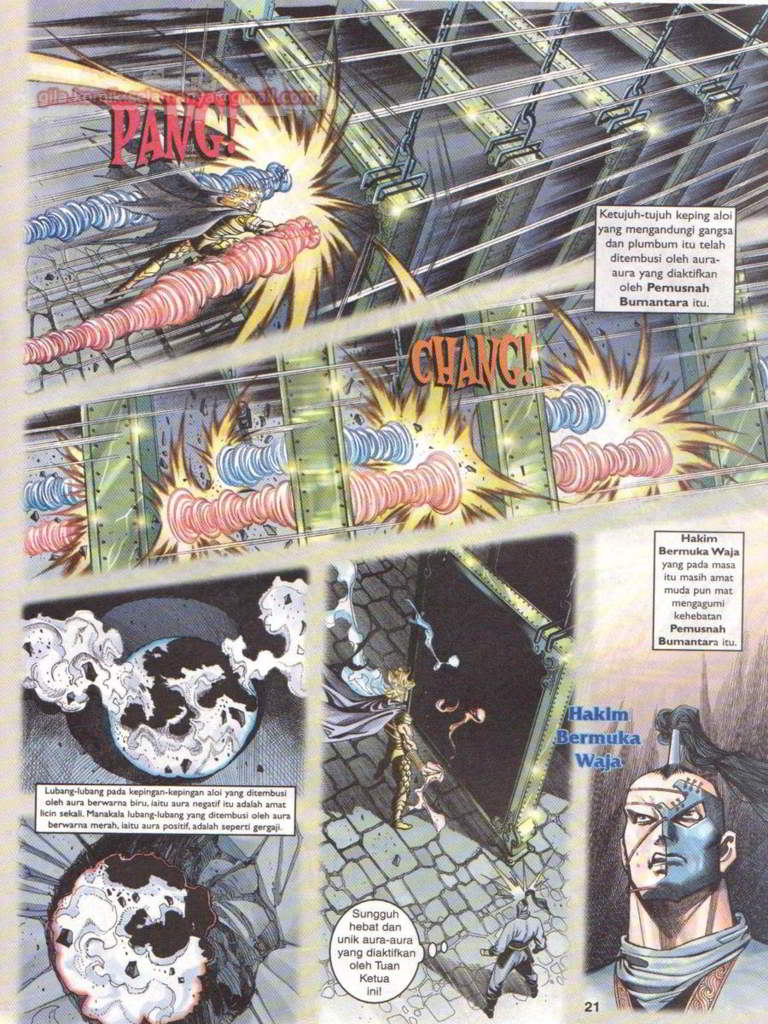 PANG!
Ketujuh-tujuh keping aloi
yang mengandungi gangsa
dan plumbum itu telah
ditembusi oleh aura-
aura yang diaktifkan
oleh Pemusnah
Bumantara itu.
CHANG!
Hakim
Bermuka Waja
yang pada masa
itu masih amat
muda pun mat
mengagumi
kehebatan
Pemusnah
Bumantara itu.
Hakim
Bermuka
Waja
Lubang-lubang pada kepingan-kepingan aloi yang ditembusi
oleh aura berwarna biru, iaitu aura negatif itu adalah amat
licin sekali. Manakala lubang-lubang yang ditembusi oleh aura
berwarna merah, iaitu aura positif, adalah seperti gergaji.
Sungguh
hebat dan
unik aura-aura
yang diaktifkan
oleh Tuan
Ketua
ini!
21